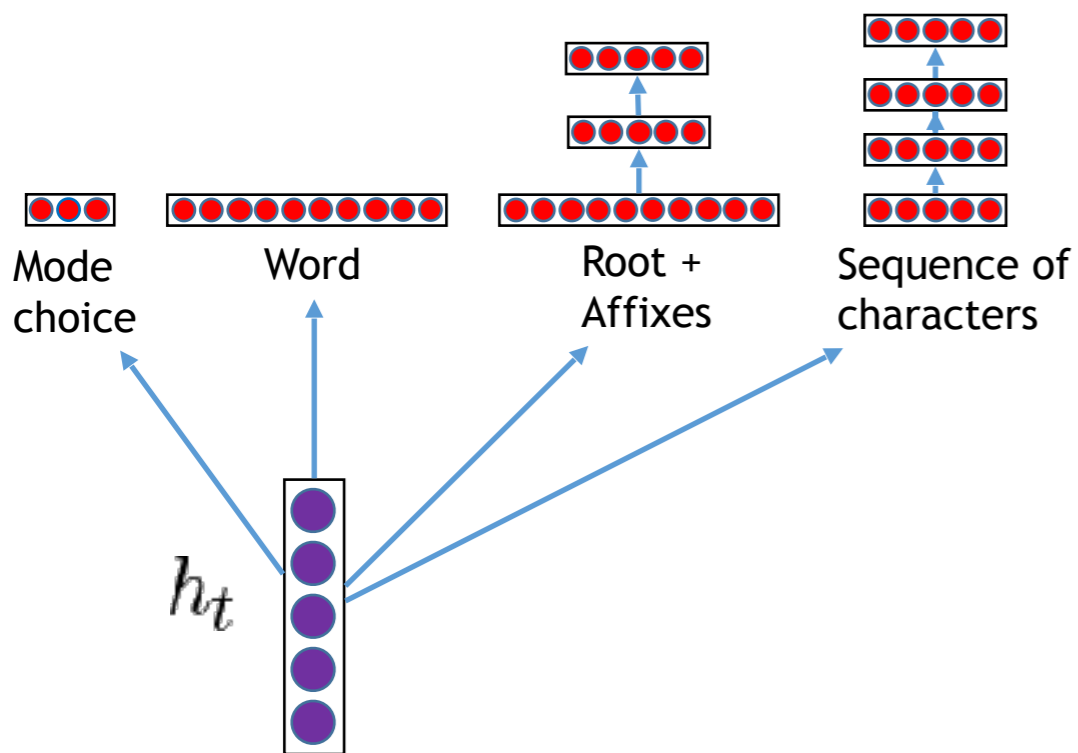 Mode
choice
Word
Root +
Affixes
Sequence of
characters
h_t